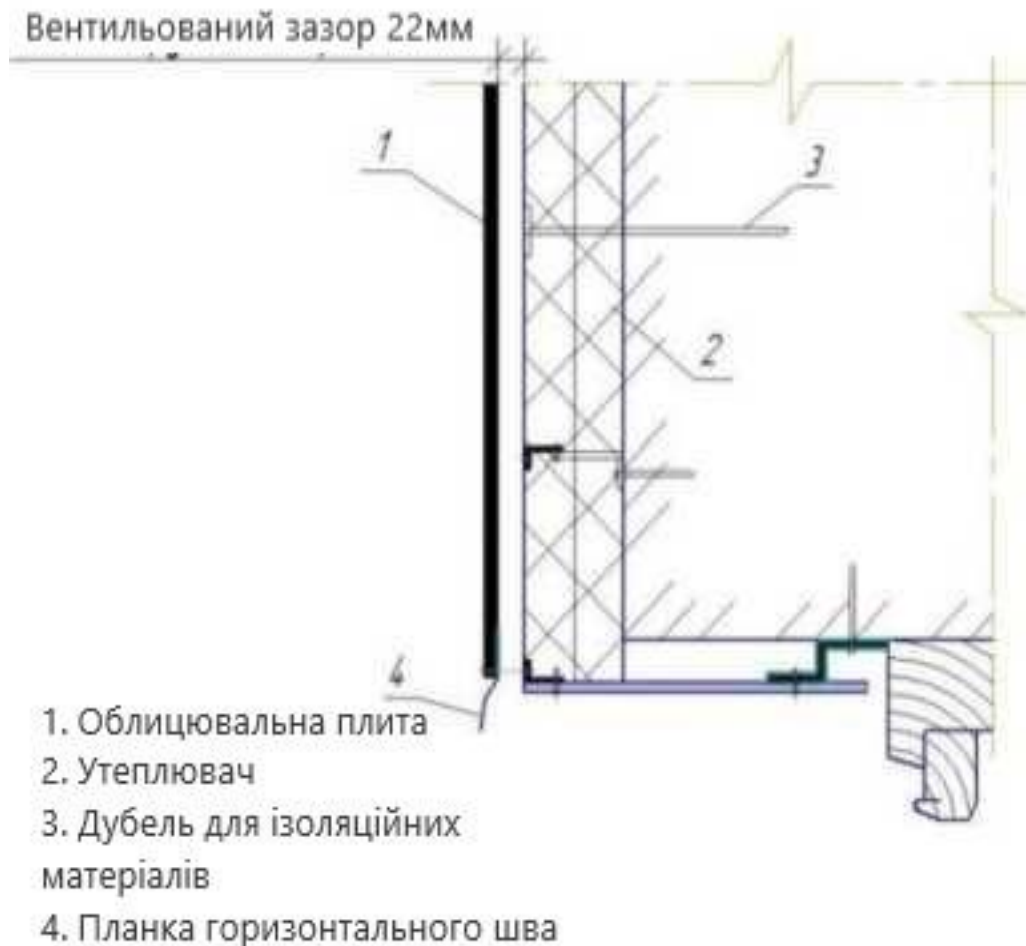 Вентильований зазор 22мм
1
3
2
4
1. Облицювальна плита
2. Утеплювач
3. Дубель для ізоляційних
матеріалів
4. Планка горизонтального шва